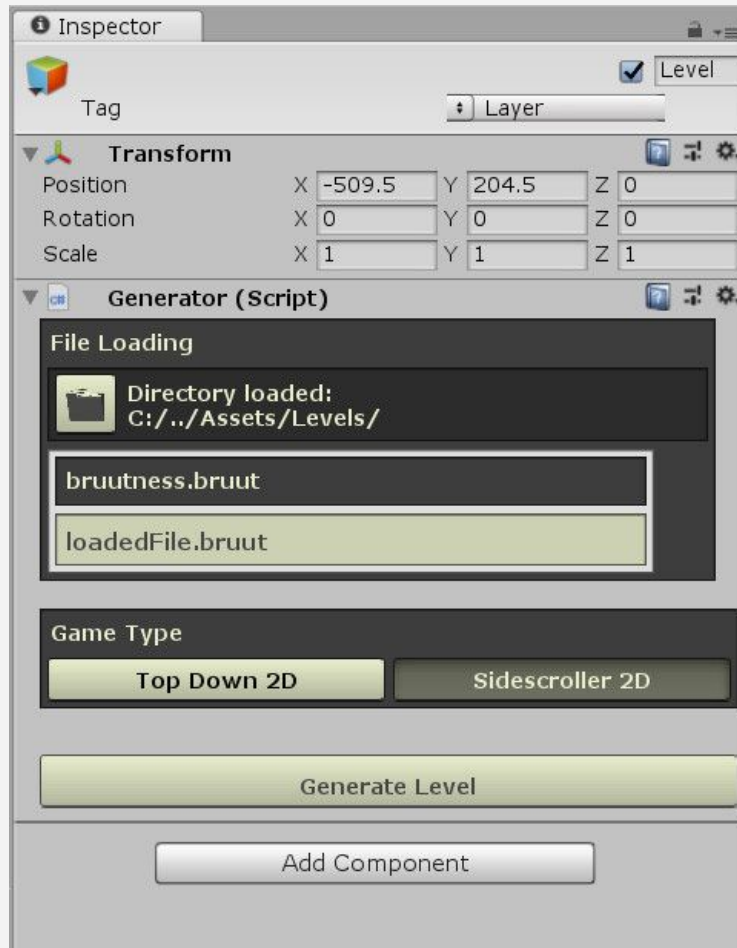 Inspector
Level
Tag Layer
Transform
Position X -509.5 Y 204.5 Z 0
Rotation X 0 Y 0 Z 0
Scale X 1 Y 1 Z 1
C# Generator (Script)
File Loading
Directory loaded:
C:/../Assets/Levels/
bruutness.bruut
loadedFile.bruut
Game Type
Top Down 2D Sidescroller 2D
Generate Level
Add Component